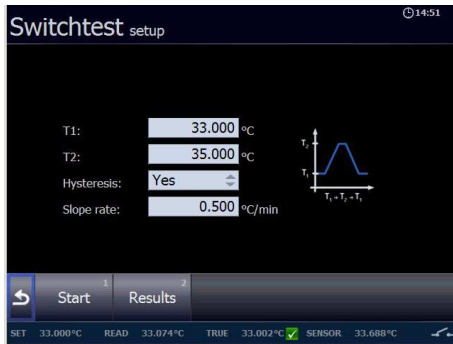 Switchtest setup
14:51
T1: 33.000 °C
T2: 35.000 °C
Hysteresis: Yes
Slope rate: 0.500 °C/min
T₂
T₁
T₁ → T₂ → T₁
1
Start
2
Results
SET 33.000°C READ 33.074°C TRUE 33.002°C SENSOR 33.688°C